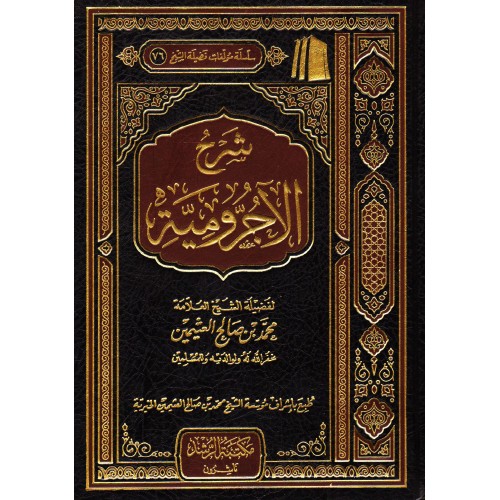 سلسلة مؤلفات فضيلة الشيخ ٧٦
شرح
الآجرومية
لفضيلة الشيخ العلامة
محمد بن صالح العثيمين
غفر الله له ولوالديه وللمسلمين
طبع بإشراف مؤسسة الشيخ محمد بن صالح العثيمين الخيرية
مكتبة الرشد
ناشرون